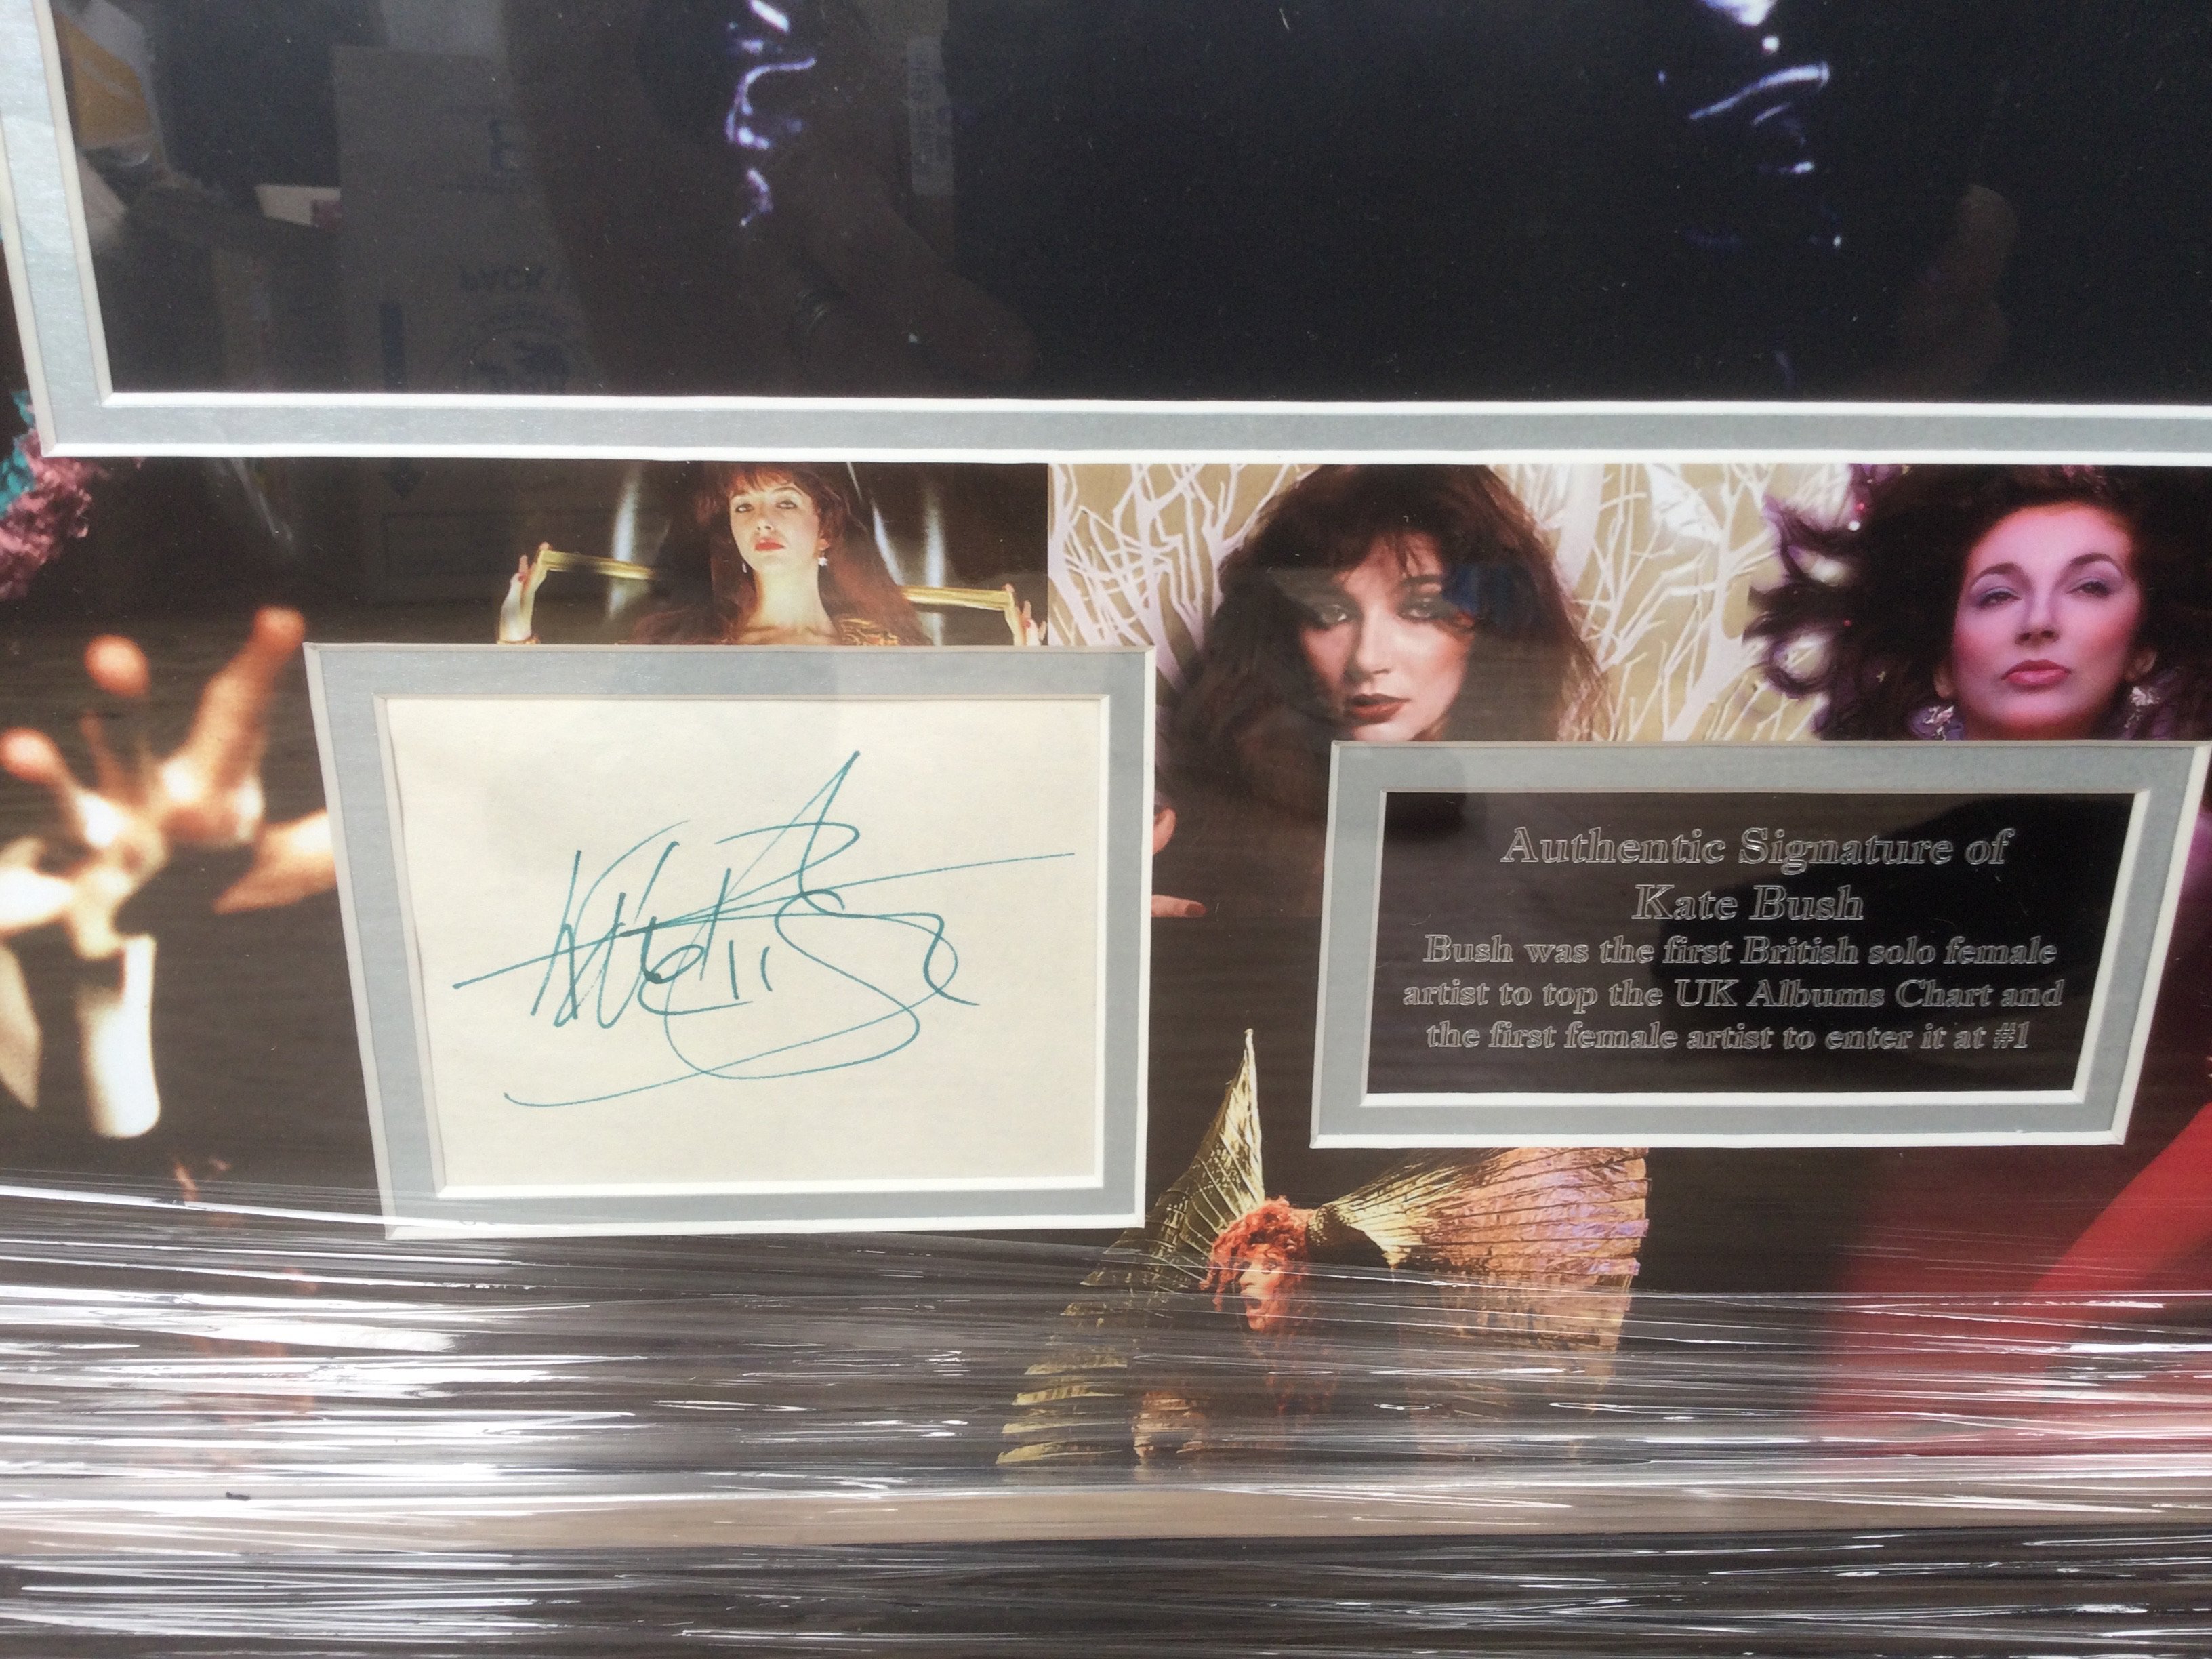 Authentic Signature of
Kate Bush
Bush was the first British solo female
artist to top the UK Albums Chart and
the first female artist to enter it at #1